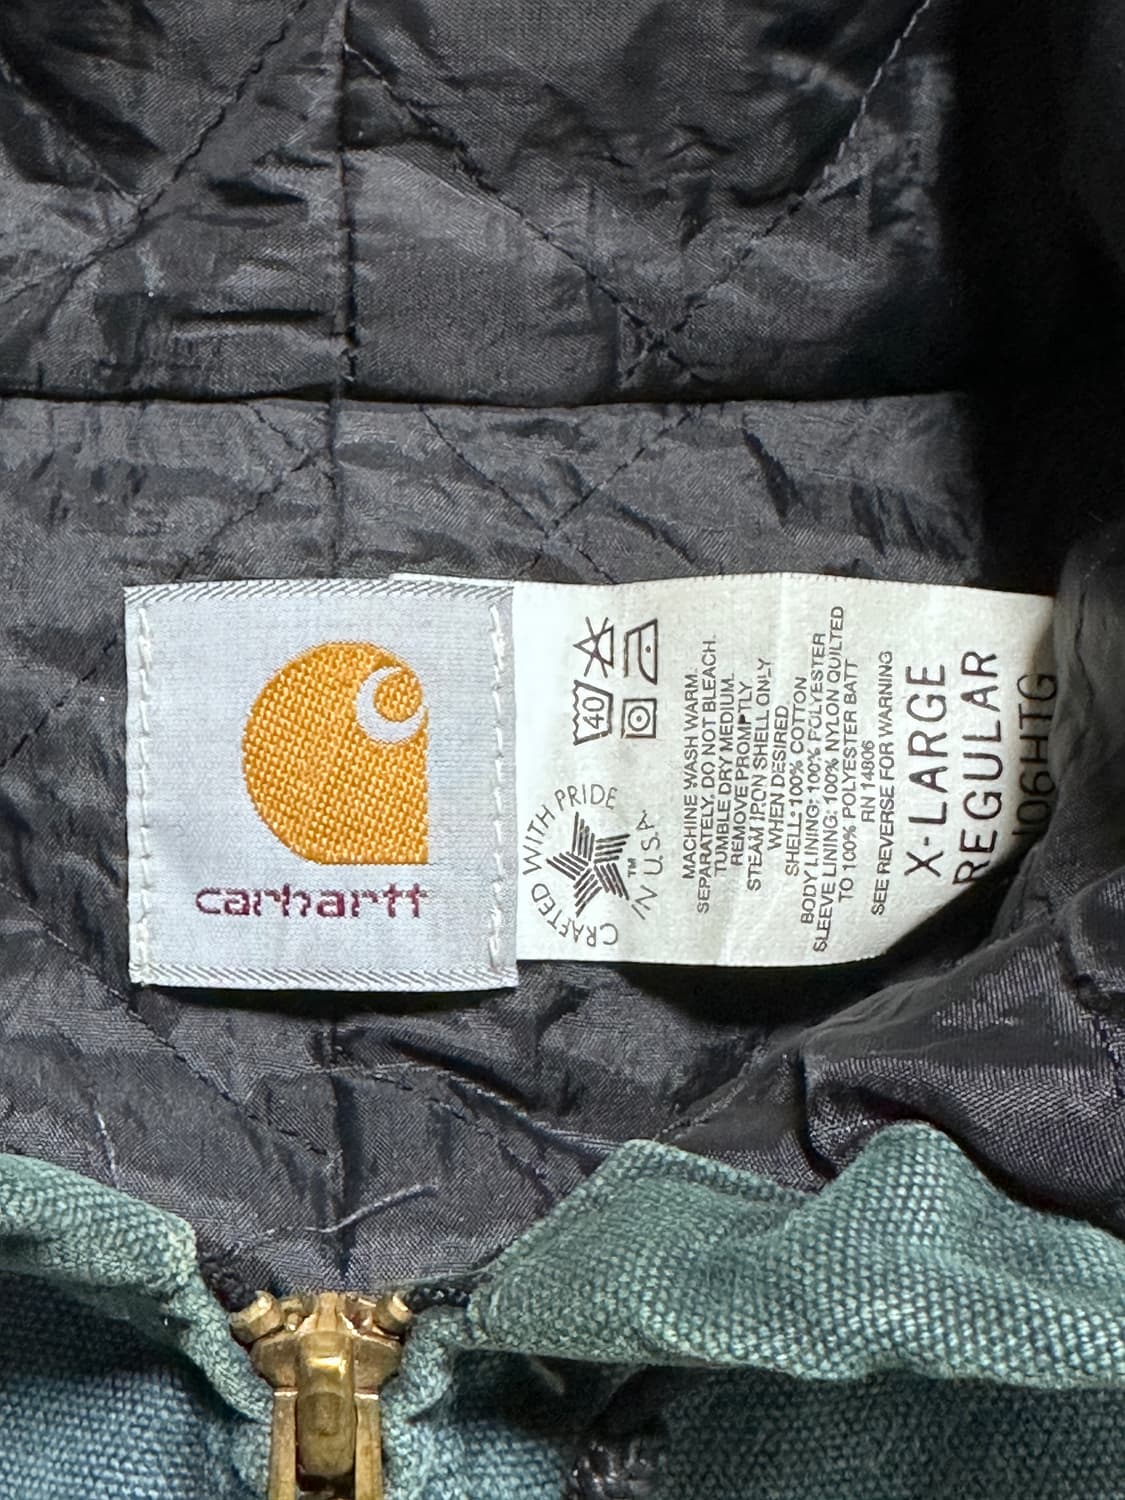 carhartt
CRAFTED WITH PRIDE
IN U.S.A.
TM
40
MACHINE WASH WARM.
SEPARATELY. DO NOT BLEACH.
TUMBLE DRY MEDIUM.
REMOVE PROMPTLY
STEAM IRON SHELL ONLY
WHEN DESIRED
SHELL: 100% COTTON
BODY LINING: 100% POLYESTER
SLEEVE LINING: 100% NYLON QUILTED
TO 100% POLYESTER BATT
RN 14806
SEE REVERSE FOR WARNING
X-LARGE
REGULAR
J06HTG